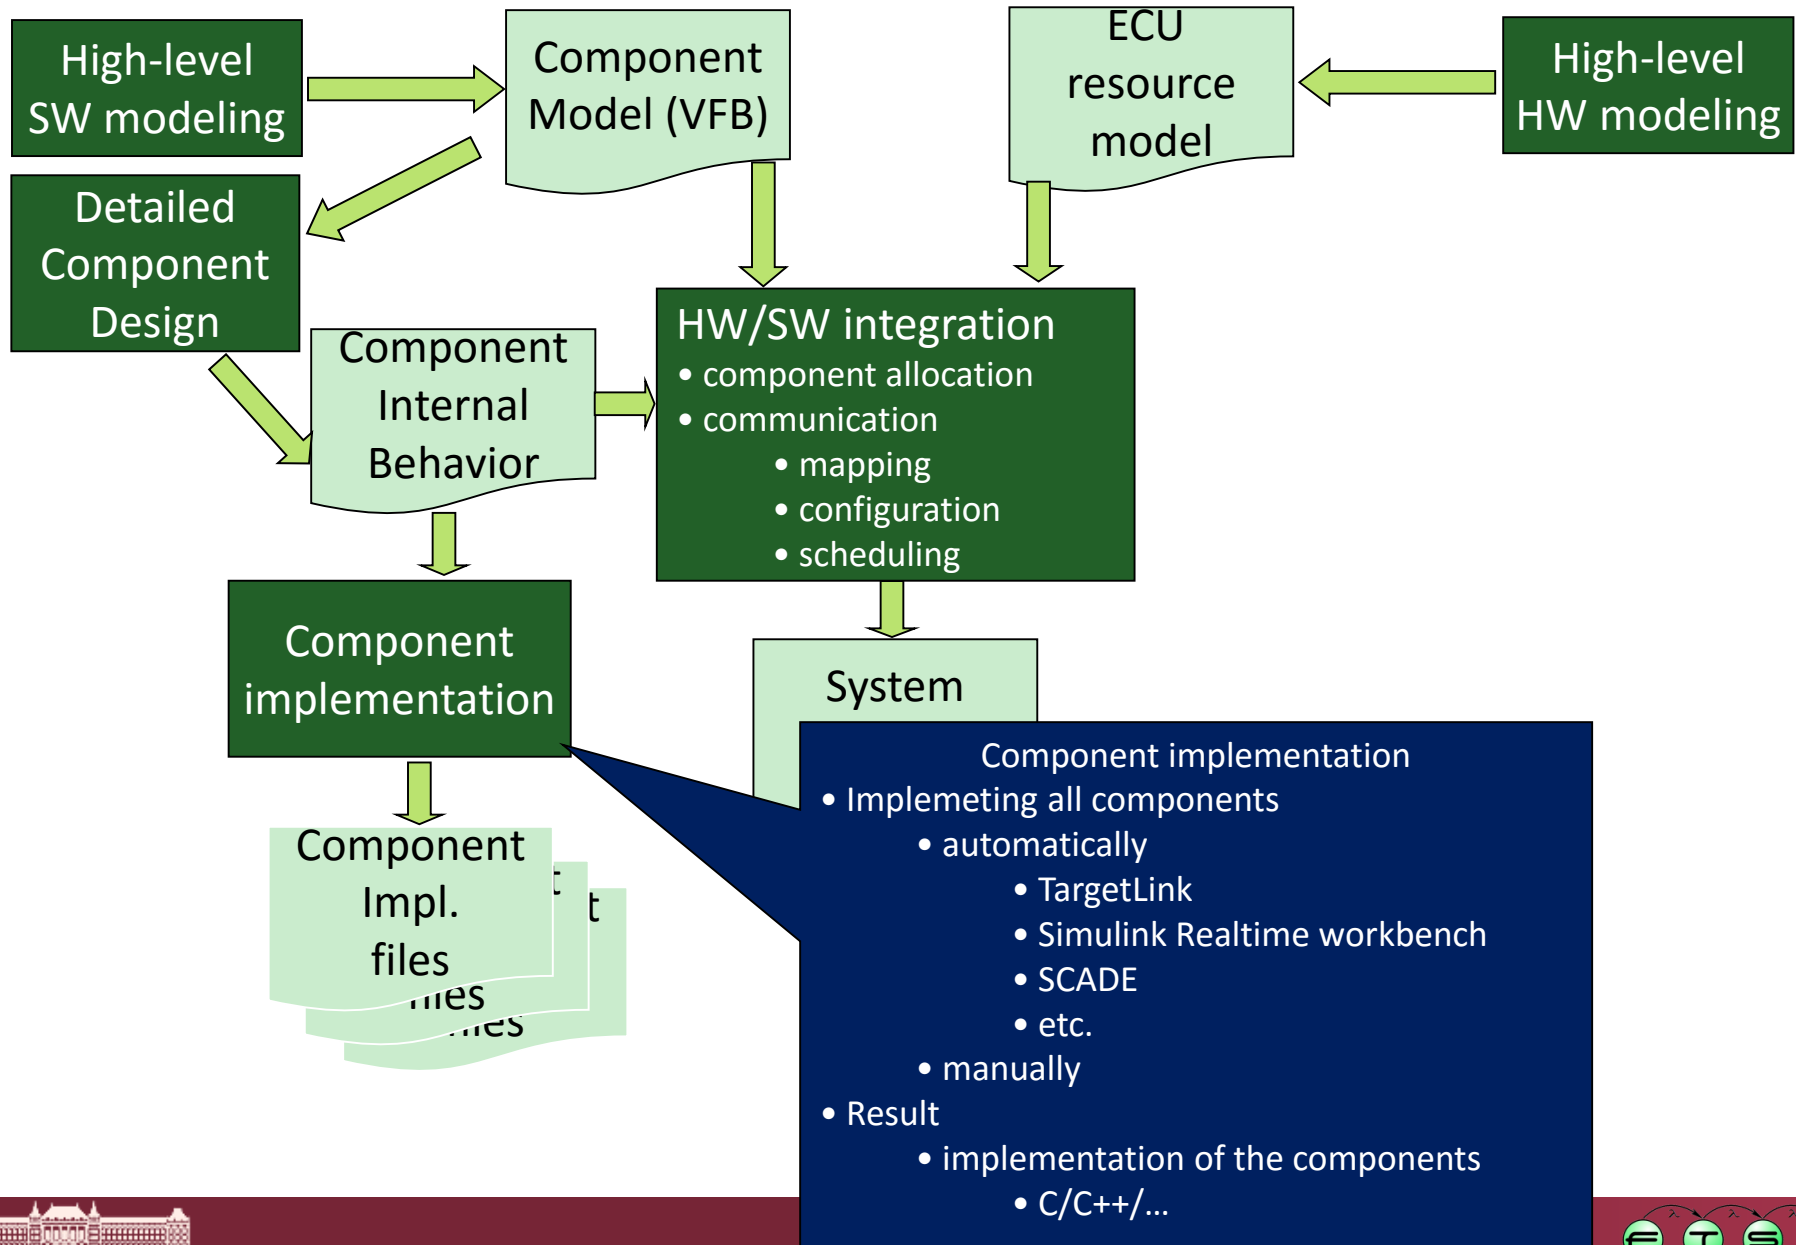 High-level
SW modeling
Component
Model (VFB)
ECU
resource
model
High-level
HW modeling
Detailed
Component
Design
Component
Internal
Behavior
HW/SW integration
• component allocation
• communication
• mapping
• configuration
• scheduling
Component
implementation
System
Component
Impl.
files
t
t
files
files
Component implementation
• Implemeting all components
• automatically
• TargetLink
• Simulink Realtime workbench
• SCADE
• etc.
• manually
• Result
• implementation of the components
• C/C++/...